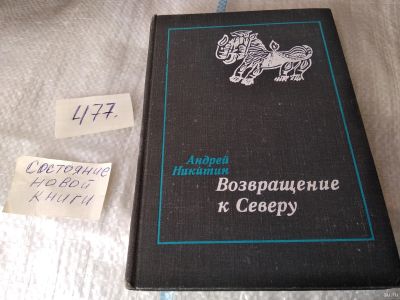 477.
Состояние
новой
книги
Андрей
Никитин
Возвращение
к Северу